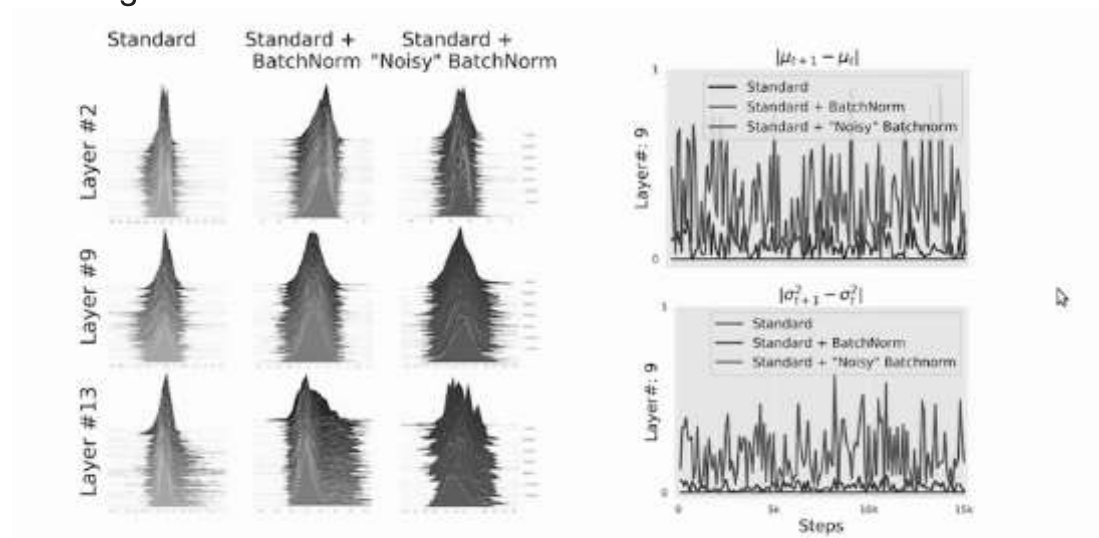 Standard
Standard +
BatchNorm
Standard +
"Noisy" BatchNorm
Layer #2
Layer #9
Layer #13
|μₜ₊₁ − μₜ|
1
Standard
Standard + BatchNorm
Standard + "Noisy" Batchnorm
Layer#: 9
0
|σ²ₜ₊₁ − σ²ₜ|
1
Standard
Standard + BatchNorm
Standard + "Noisy" Batchnorm
Layer#: 9
0
0 5k 10k 15k
Steps